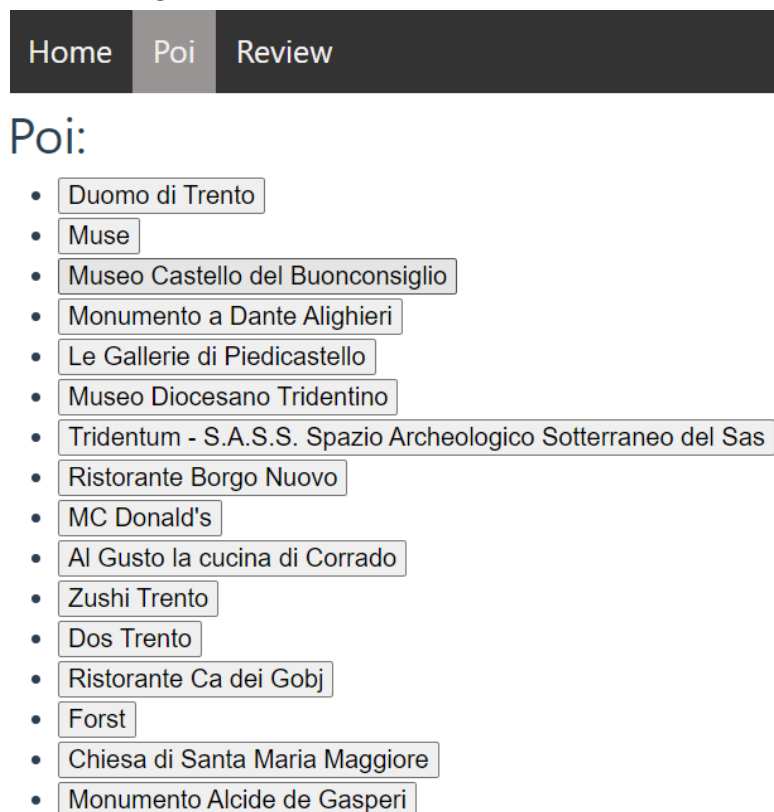 Home Poi Review
Poi:
Duomo di Trento
Muse
Museo Castello del Buonconsiglio
Monumento a Dante Alighieri
Le Gallerie di Piedicastello
Museo Diocesano Tridentino
Tridentum - S.A.S.S. Spazio Archeologico Sotterraneo del Sas
Ristorante Borgo Nuovo
MC Donald's
Al Gusto la cucina di Corrado
Zushi Trento
Dos Trento
Ristorante Ca dei Gobj
Forst
Chiesa di Santa Maria Maggiore
Monumento Alcide de Gasperi